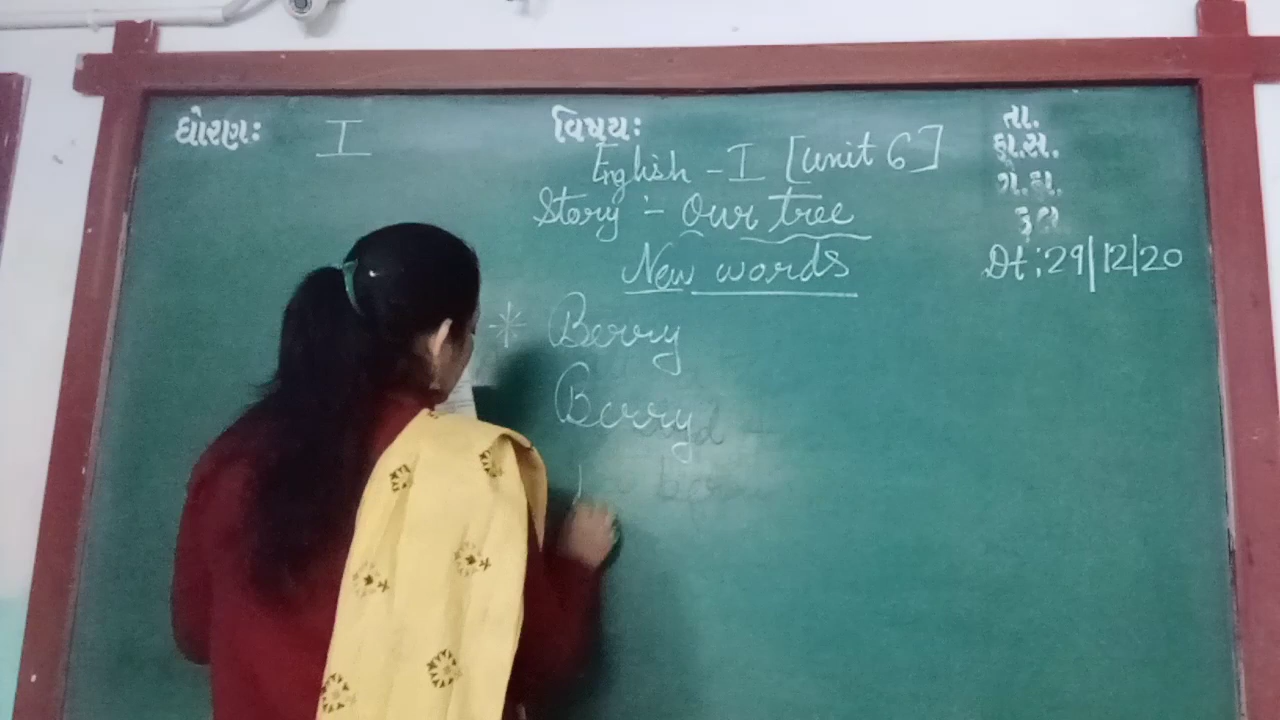 ધોરણ: I
વિષય:
English - I [unit 6]
Story :- Our tree
New words
* Berry
Berry
તા.
કા.સ.
ગ.કા.
કુલ
Dt: 29/12/20